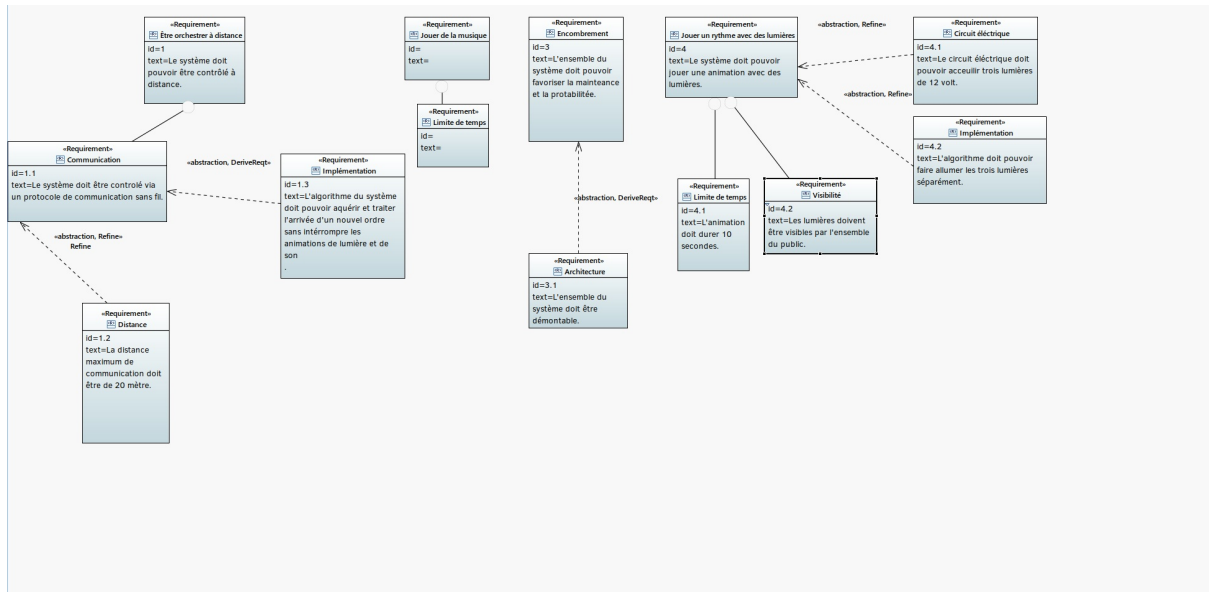 «Requirement»
Être orchestrer à distance
id=1
text=Le système doit
pouvoir être contrôlé à
distance.
«Requirement»
Jouer de la musique
id=
text=
«Requirement»
Limite de temps
id=
text=
«Requirement»
Encombrement
id=3
text=L'ensemble du
système doit pouvoir
favoriser la mainteance
et la protabilitée.
«Requirement»
Jouer un rythme avec des lumières
id=4
text=Le système doit pouvoir
jouer une animation avec des
lumières.
«abstraction, Refine»
«Requirement»
Circuit éléctrique
id=4.1
text=Le circuit éléctrique doit
pouvoir acceuilir trois lumières
de 12 volt.
«abstraction, Refine»
«Requirement»
Implémentation
id=4.2
text=L'algorithme doit pouvoir
faire allumer les trois lumières
séparément.
«Requirement»
Communication
id=1.1
text=Le système doit être controlé via
un protocole de communication sans fil.
«abstraction, DeriveReqt»
«Requirement»
Implémentation
id=1.3
text=L'algorithme du système
doit pouvoir aquérir et traiter
l'arrivée d'un nouvel ordre
sans intérrompre les
animations de lumière et de
son
.
«abstraction, DeriveReqt»
«Requirement»
Limite de temps
id=4.1
text=L'animation
doit durer 10
secondes.
«Requirement»
Visibilité
id=4.2
text=Les lumières doivent
être visibles par l'ensemble
du public.
«abstraction, Refine»
Refine
«Requirement»
Architecture
id=3.1
text=L'ensemble du
système doit être
démontable.
«Requirement»
Distance
id=1.2
text=La distance
maximum de
communication doit
être de 20 mètre.